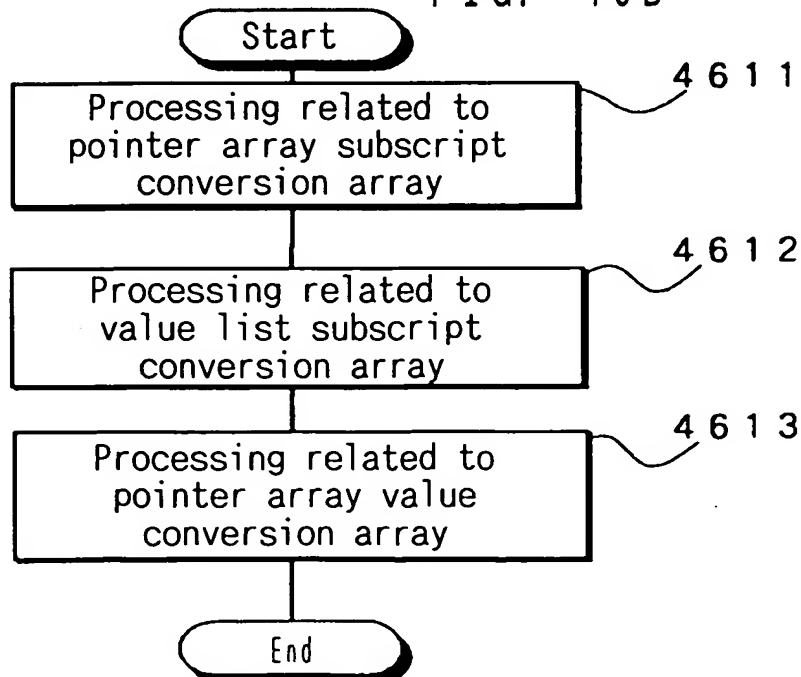 Start
4611
Processing related to
pointer array subscript
conversion array
4612
Processing related to
value list subscript
conversion array
4613
Processing related to
pointer array value
conversion array
End